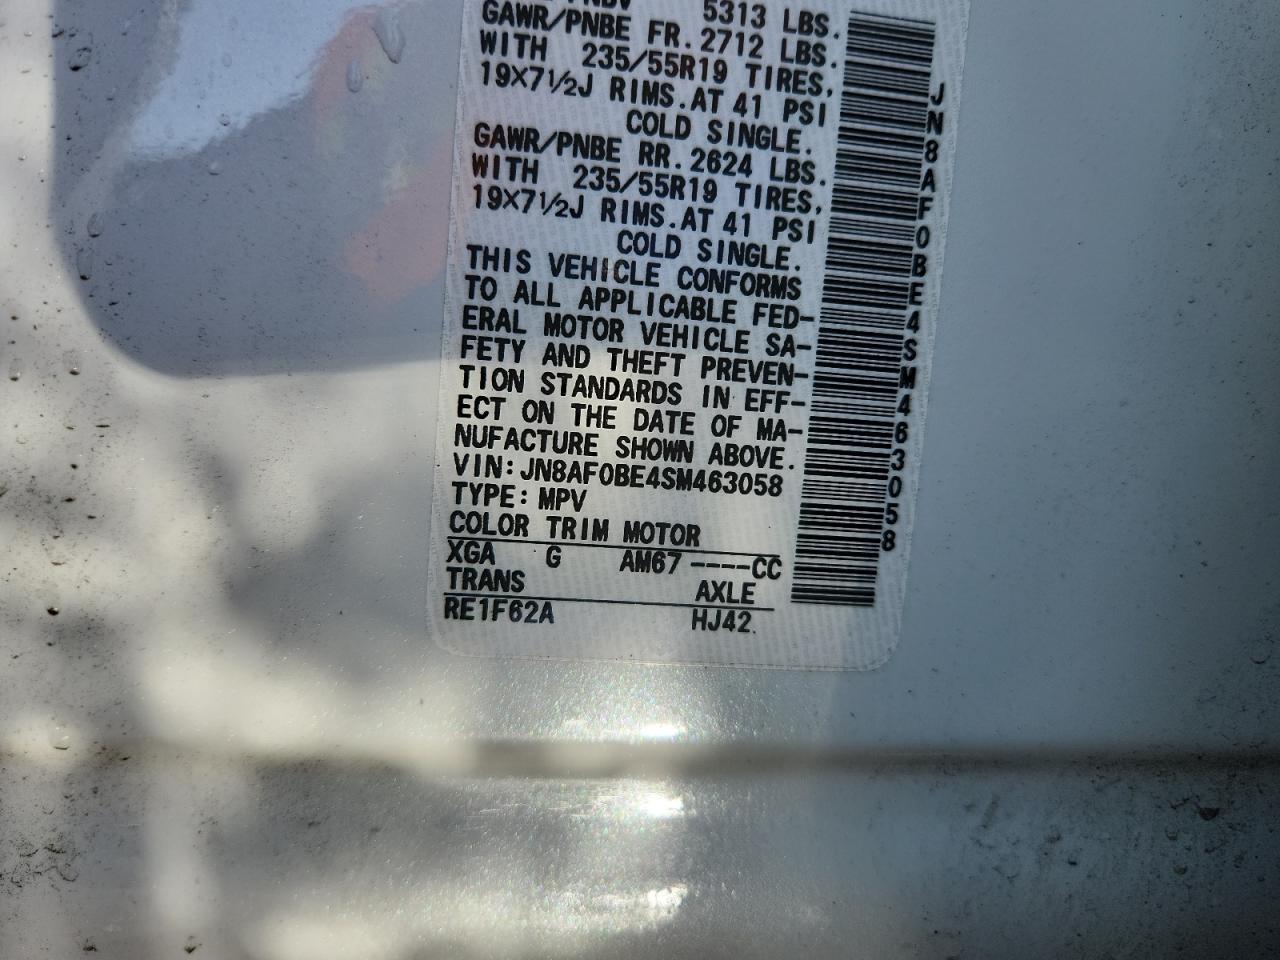 5313 LBS.
GAWR/PNBE FR. 2712 LBS.
WITH 235/55R19 TIRES,
19X7½J RIMS. AT 41 PSI
COLD SINGLE.
GAWR/PNBE RR. 2624 LBS.
WITH 235/55R19 TIRES,
19X7½J RIMS. AT 41 PSI
COLD SINGLE.
THIS VEHICLE CONFORMS
TO ALL APPLICABLE FED-
ERAL MOTOR VEHICLE SA-
FETY AND THEFT PREVEN-
TION STANDARDS IN EFF-
ECT ON THE DATE OF MA-
NUFACTURE SHOWN ABOVE.
VIN: JN8AF0BE4SM463058
TYPE: MPV
COLOR TRIM MOTOR
XGA G AM67 ----CC
TRANS AXLE
RE1F62A HJ42
JN8AF0BE4SM463058